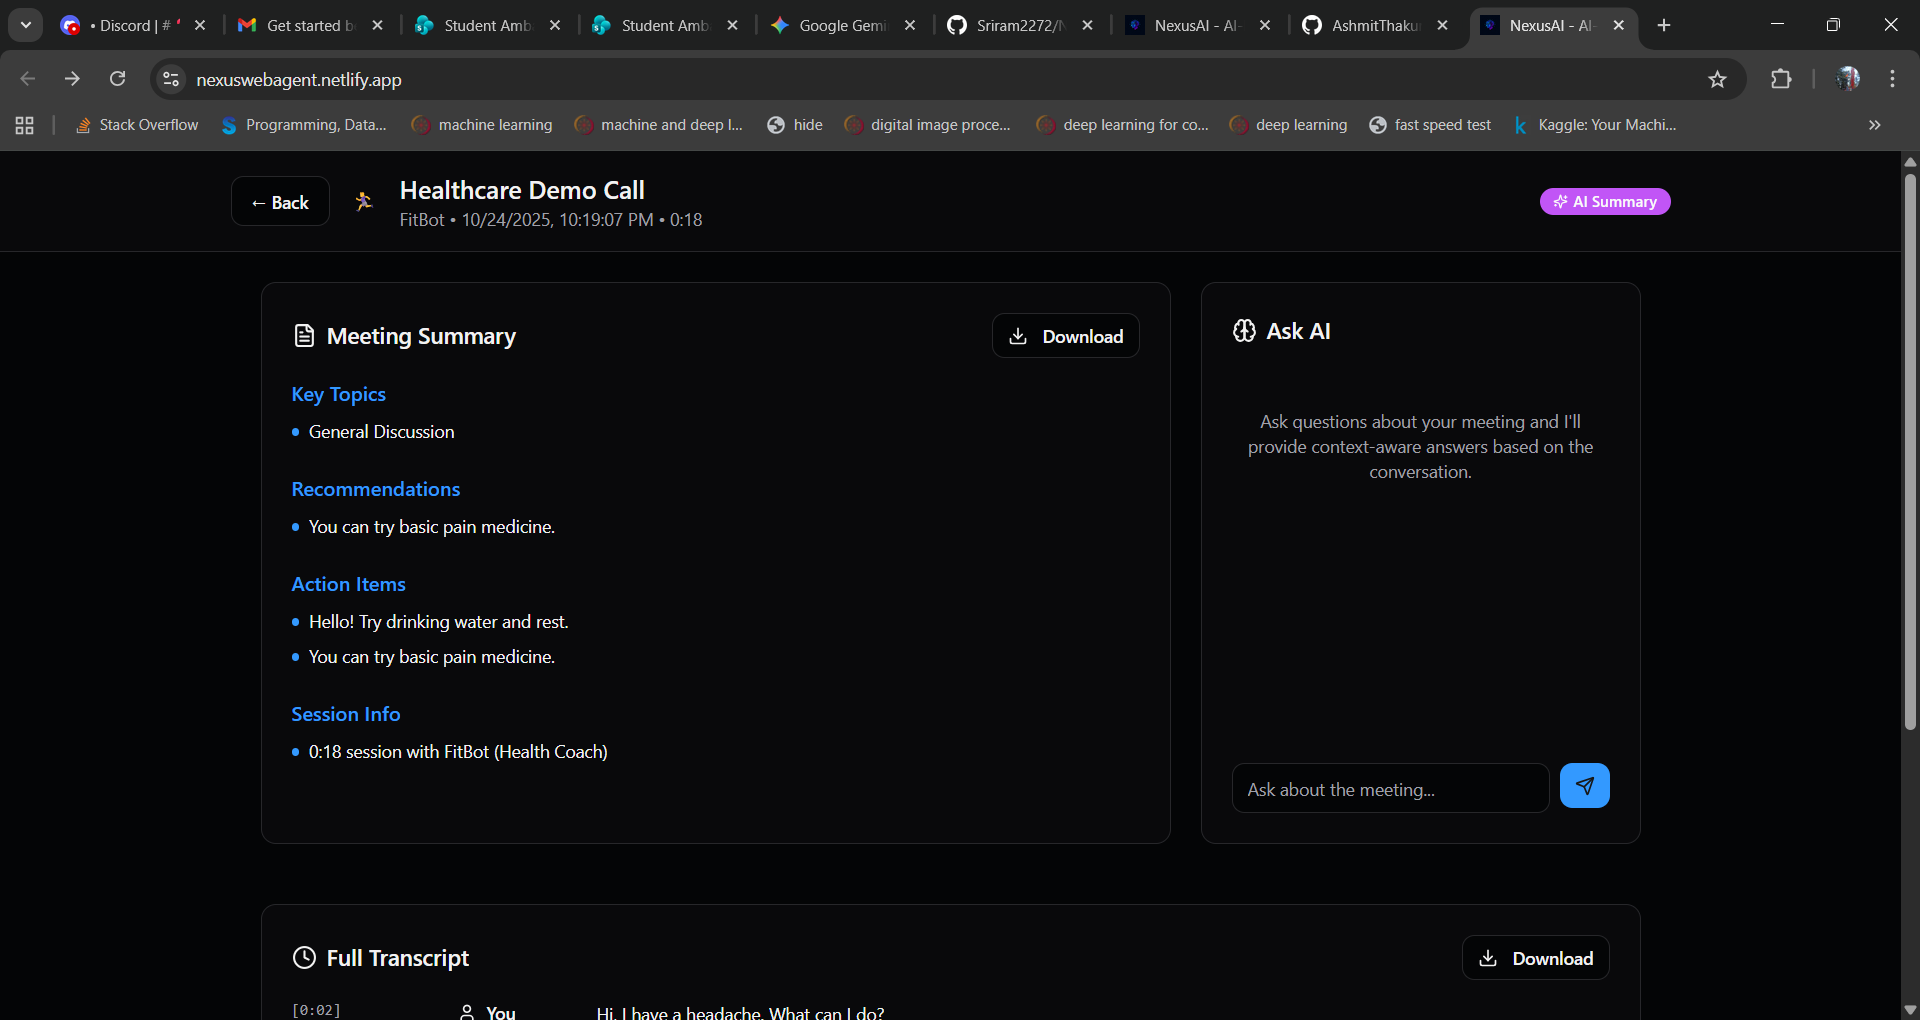 • Discord | #
Get started b
Student Amb
Student Amb
Google Gemi
Sriram2272/N
NexusAI - AI-
AshmitThaku
NexusAI - AI-
nexuswebagent.netlify.app
Stack Overflow
Programming, Data...
machine learning
machine and deep l...
hide
digital image proce...
deep learning for co...
deep learning
fast speed test
Kaggle: Your Machi...
← Back
Healthcare Demo Call
FitBot • 10/24/2025, 10:19:07 PM • 0:18
AI Summary
Meeting Summary
Download
Key Topics
• General Discussion
Recommendations
• You can try basic pain medicine.
Action Items
• Hello! Try drinking water and rest.
• You can try basic pain medicine.
Session Info
• 0:18 session with FitBot (Health Coach)
Ask AI
Ask questions about your meeting and I'll
provide context-aware answers based on the
conversation.
Ask about the meeting...
Full Transcript
Download
[0:02] You Hi, I have a headache. What can I do?